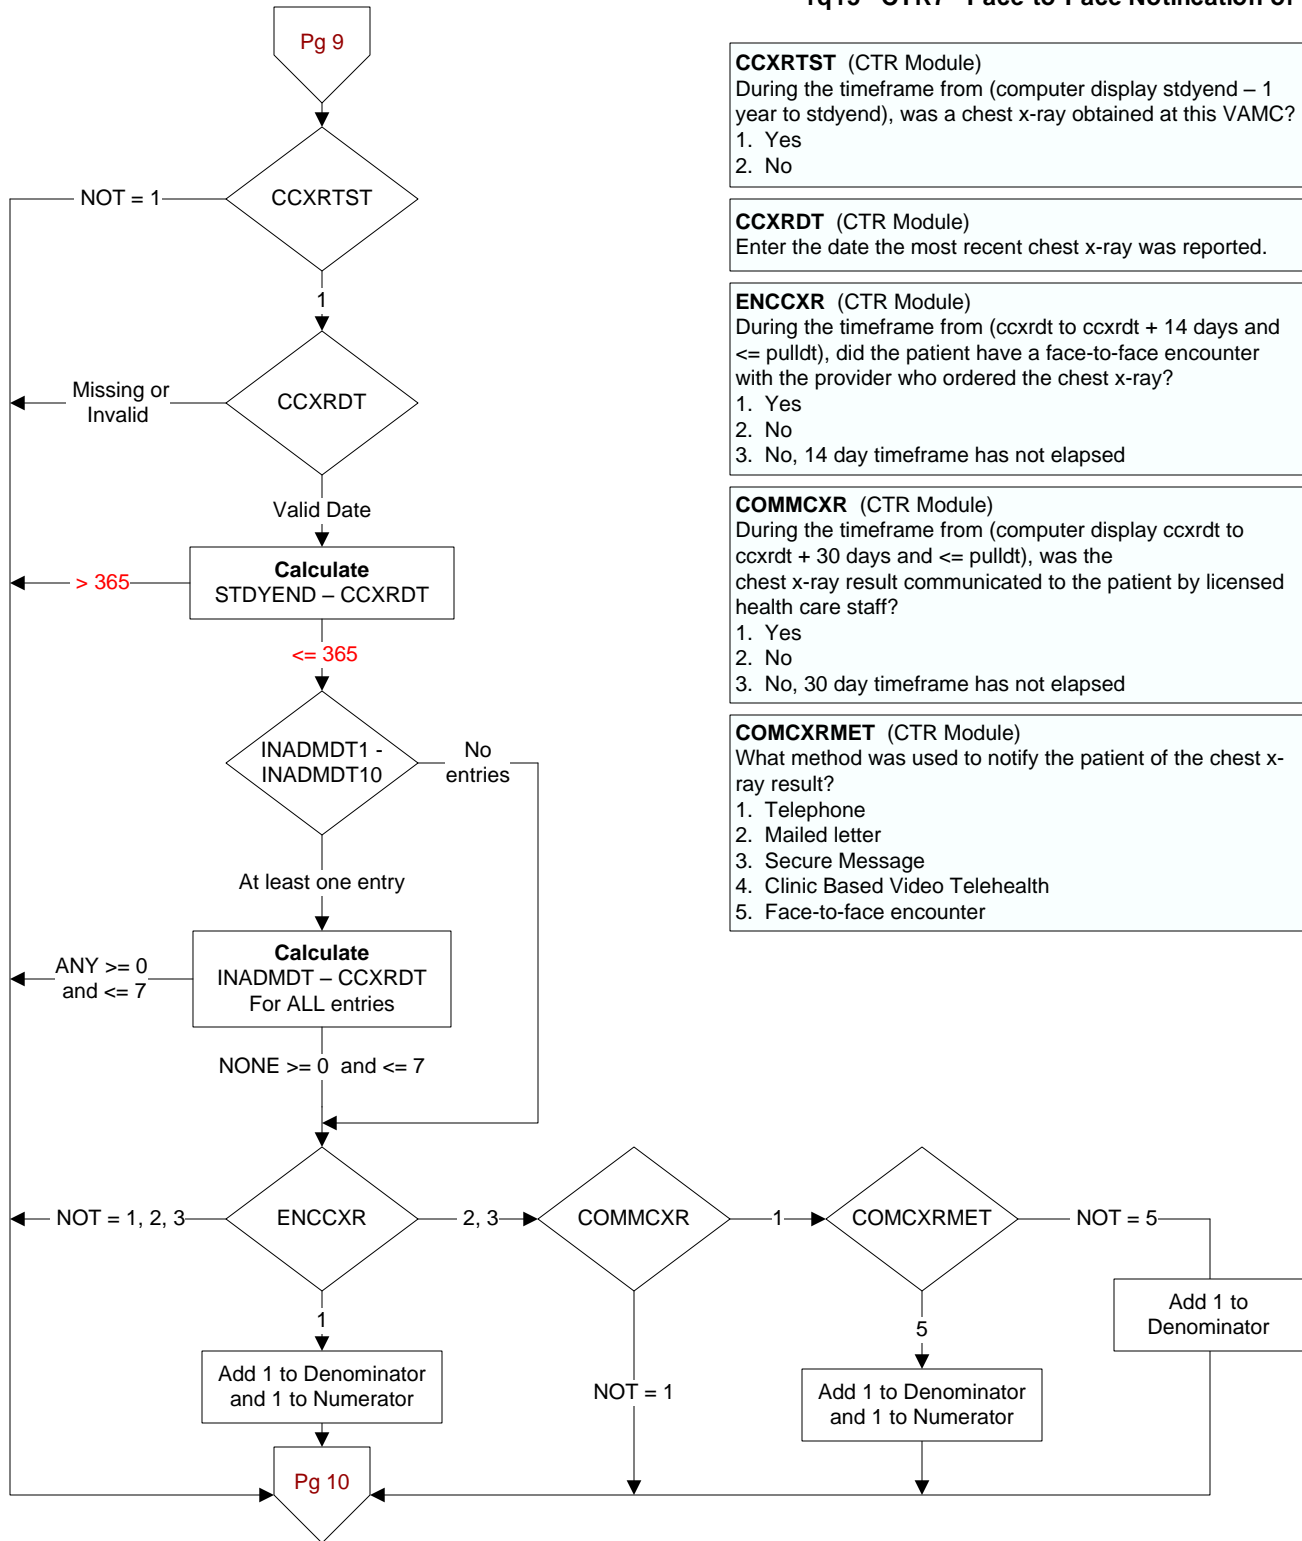 1q15 CTR7 Face-to-Face Notification of
Pg 9
CCXRTST
NOT = 1
1
CCXRDT
Missing or
Invalid
Valid Date
Calculate
STDYEND – CCXRDT
> 365
<= 365
INADMDT1 -
INADMDT10
No
entries
At least one entry
Calculate
INADMDT – CCXRDT
For ALL entries
ANY >= 0
and <= 7
NONE >= 0 and <= 7
NOT = 1, 2, 3
ENCCXR
2, 3
COMMCXR
1
COMCXRMET
NOT = 5
Add 1 to
Denominator
1
5
Add 1 to Denominator
and 1 to Numerator
NOT = 1
Add 1 to Denominator
and 1 to Numerator
Pg 10
CCXRTST (CTR Module)
During the timeframe from (computer display stdyend – 1
year to stdyend), was a chest x-ray obtained at this VAMC?
1. Yes
2. No
CCXRDT (CTR Module)
Enter the date the most recent chest x-ray was reported.
ENCCXR (CTR Module)
During the timeframe from (ccxrdt to ccxrdt + 14 days and
<= pulldt), did the patient have a face-to-face encounter
with the provider who ordered the chest x-ray?
1. Yes
2. No
3. No, 14 day timeframe has not elapsed
COMMCXR (CTR Module)
During the timeframe from (computer display ccxrdt to
ccxrdt + 30 days and <= pulldt), was the
chest x-ray result communicated to the patient by licensed
health care staff?
1. Yes
2. No
3. No, 30 day timeframe has not elapsed
COMCXRMET (CTR Module)
What method was used to notify the patient of the chest x-
ray result?
1. Telephone
2. Mailed letter
3. Secure Message
4. Clinic Based Video Telehealth
5. Face-to-face encounter